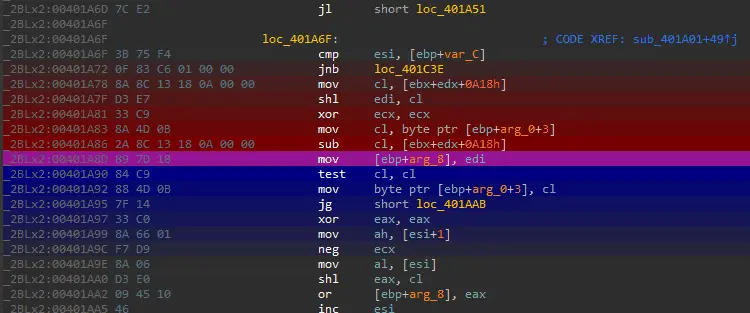 _2BLx2:00401A6D 7C E2 jl short loc_401A51
_2BLx2:00401A6F
_2BLx2:00401A6F loc_401A6F: ; CODE XREF: sub_401A01+49↑j
_2BLx2:00401A6F 3B 75 F4 cmp esi, [ebp+var_C]
_2BLx2:00401A72 0F 83 C6 01 00 00 jnb loc_401C3E
_2BLx2:00401A78 8A 8C 13 18 0A 00 00 mov cl, [ebx+edx+0A18h]
_2BLx2:00401A7F D3 E7 shl edi, cl
_2BLx2:00401A81 33 C9 xor ecx, ecx
_2BLx2:00401A83 8A 4D 0B mov cl, byte ptr [ebp+arg_0+3]
_2BLx2:00401A86 2A 8C 13 18 0A 00 00 sub cl, [ebx+edx+0A18h]
_2BLx2:00401A8D 89 7D 10 mov [ebp+arg_8], edi
_2BLx2:00401A90 84 C9 test cl, cl
_2BLx2:00401A92 88 4D 0B mov byte ptr [ebp+arg_0+3], cl
_2BLx2:00401A95 7F 14 jg short loc_401AAB
_2BLx2:00401A97 33 C0 xor eax, eax
_2BLx2:00401A99 8A 66 01 mov ah, [esi+1]
_2BLx2:00401A9C F7 D9 neg ecx
_2BLx2:00401A9E 8A 06 mov al, [esi]
_2BLx2:00401AA0 D3 E0 shl eax, cl
_2BLx2:00401AA2 09 45 10 or [ebp+arg_8], eax
_2BLx2:00401AA5 46 inc esi